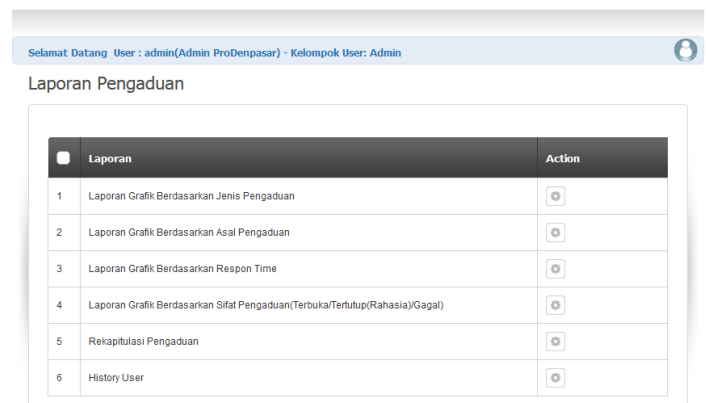 Selamat Datang User : admin(Admin ProDenpasar) - Kelompok User: Admin
Laporan Pengaduan
Laporan Action
1 Laporan Grafik Berdasarkan Jenis Pengaduan
2 Laporan Grafik Berdasarkan Asal Pengaduan
3 Laporan Grafik Berdasarkan Respon Time
4 Laporan Grafik Berdasarkan Sifat Pengaduan(Terbuka/Tertutup(Rahasia)/Gagal)
5 Rekapitulasi Pengaduan
6 History User